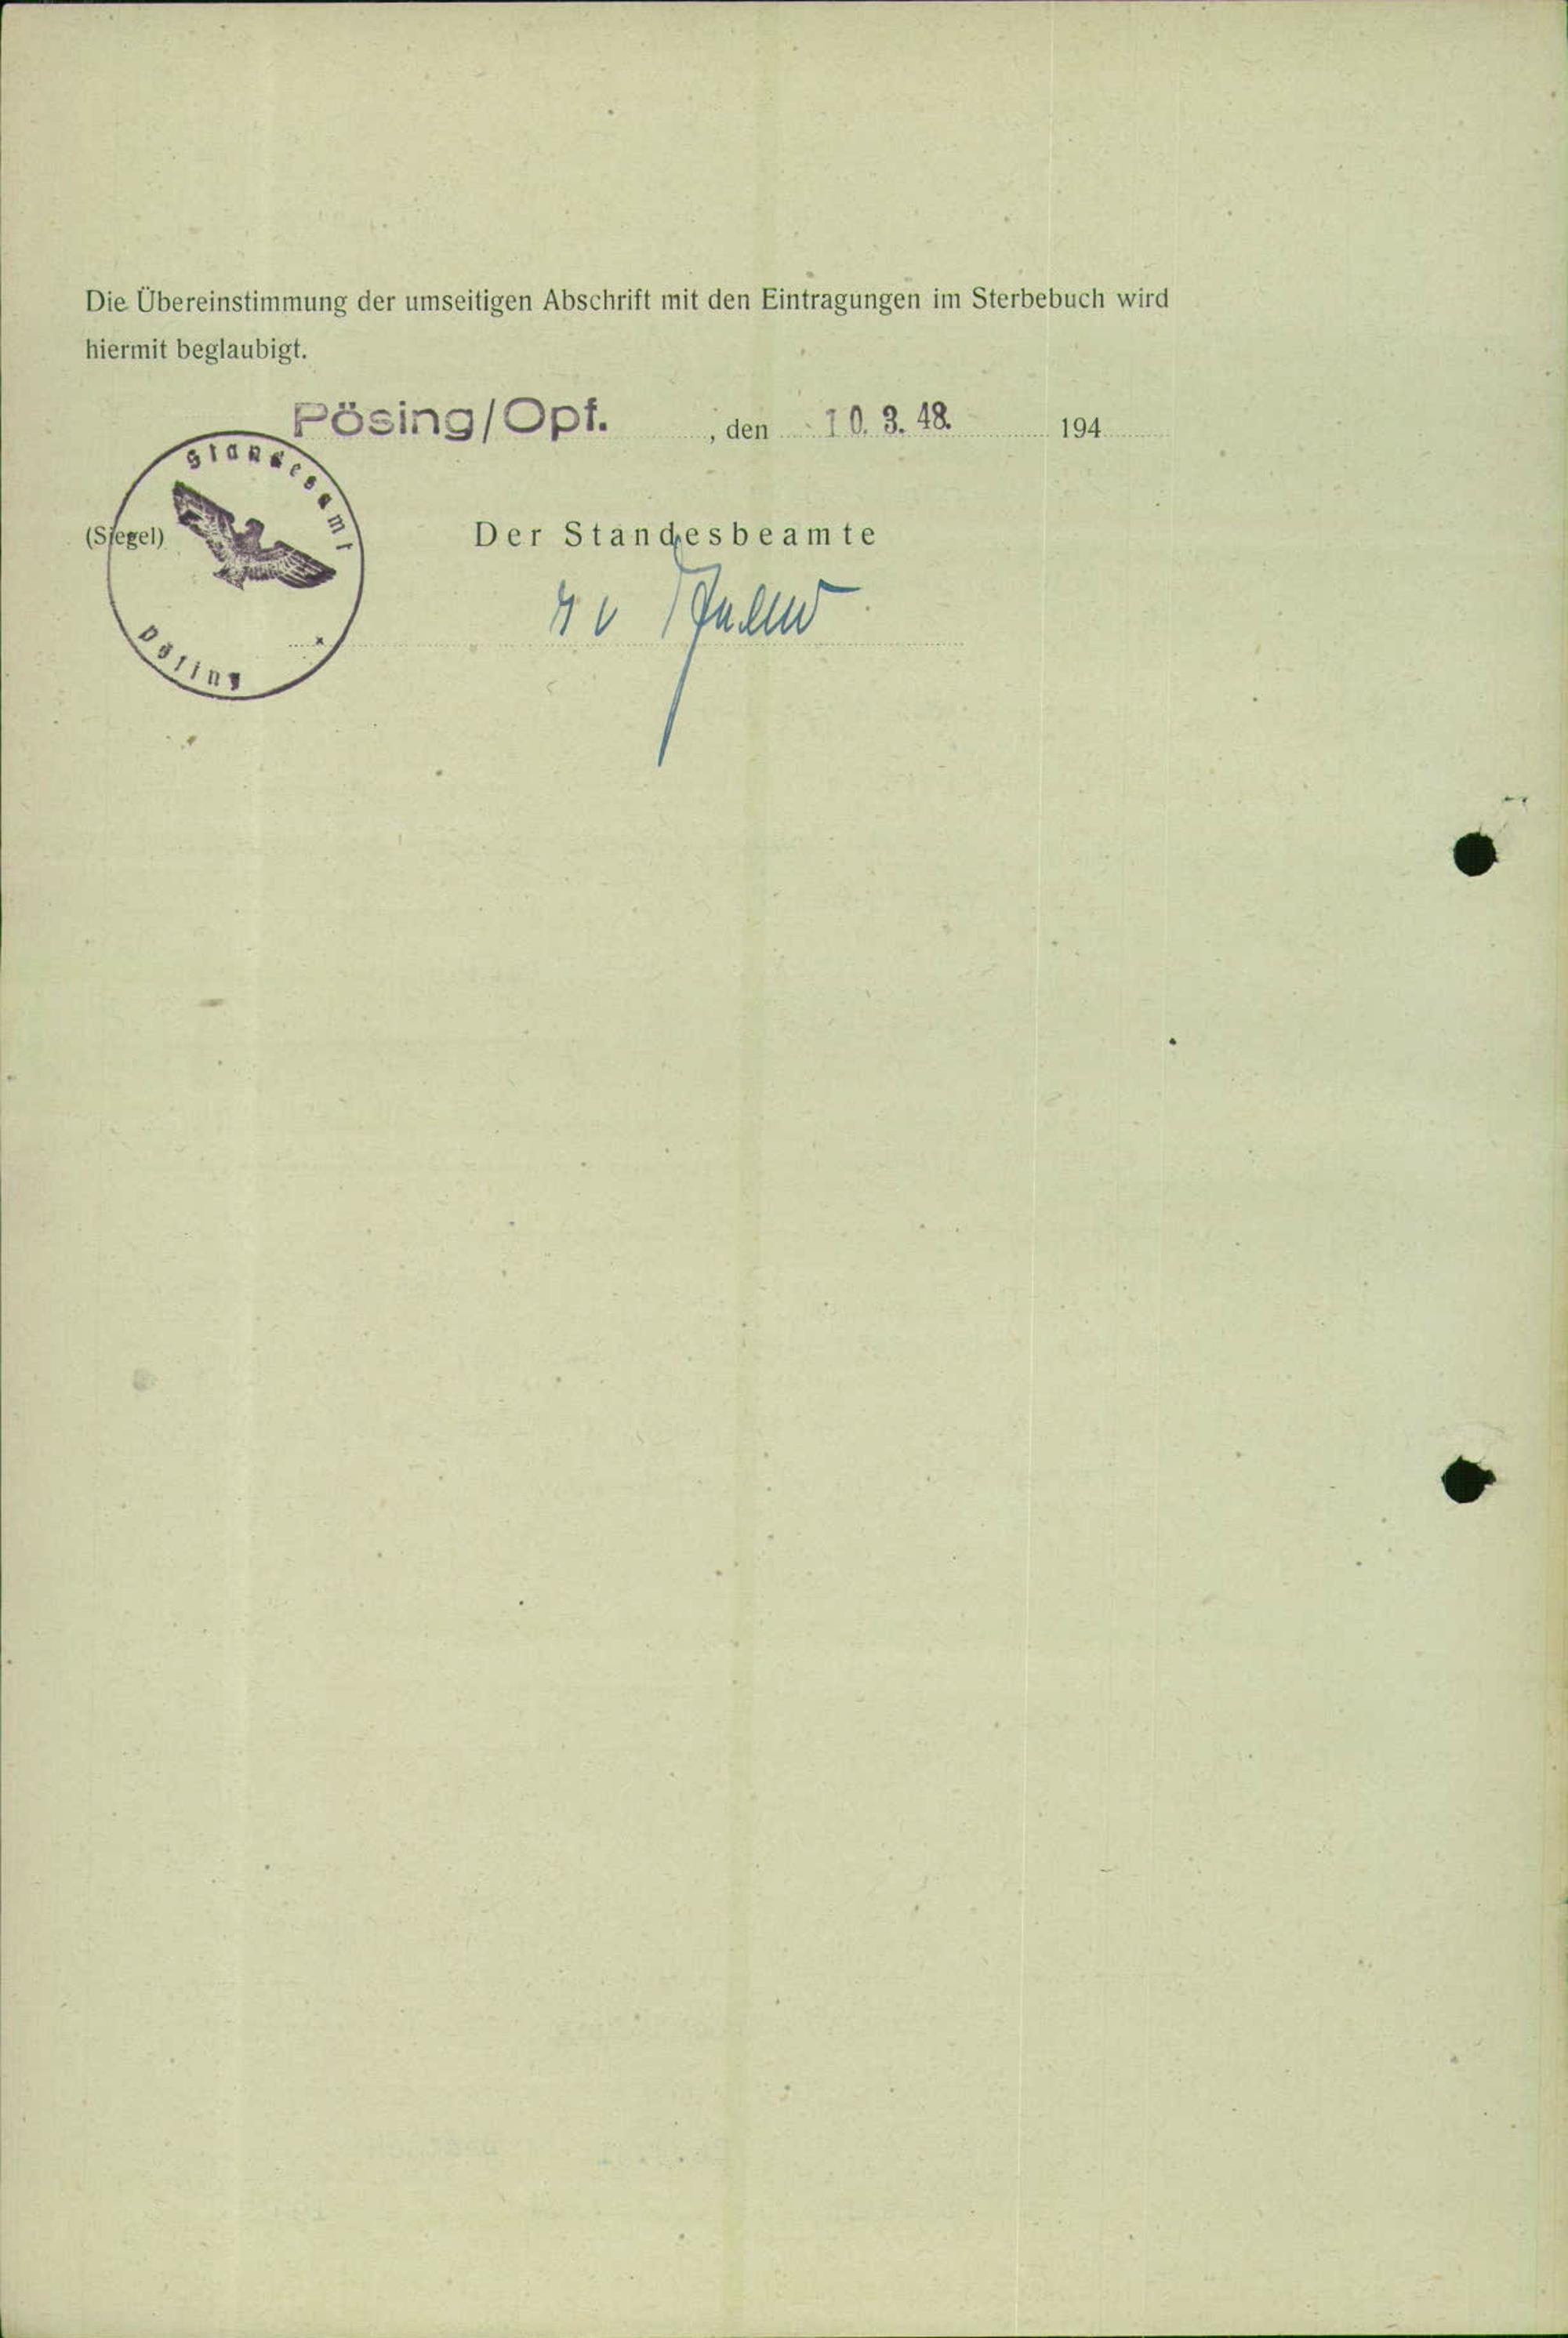 Die Übereinstimmung der umseitigen Abschrift mit den Eintragungen im Sterbebuch wird
hiermit beglaubigt.
Pösing/Opf. , den 10. 3. 48. 194
Standesamt
(Siegel)
Der Standesbeamte
Pösing